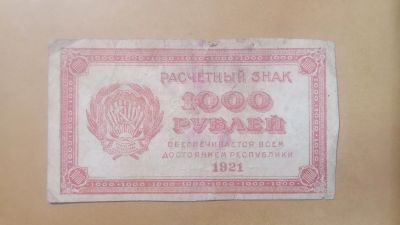 РАСЧЕТНЫЙ ЗНАК
1000
РУБЛЕЙ
ОБЕСПЕЧИВАЕТСЯ ВСЕМ
ДОСТОЯНИЕМ РЕСПУБЛИКИ
1921